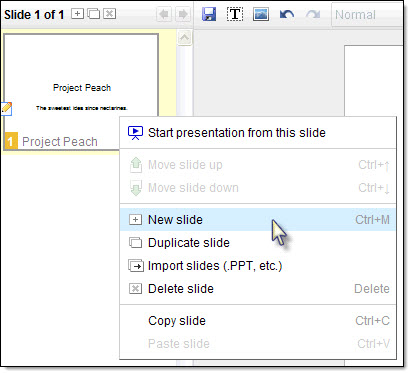 Slide 1 of 1
Normal
Project Peach
The sweetest idea since nectarines.
1 Project Peach
Start presentation from this slide
Move slide up Ctrl+↑
Move slide down Ctrl+↓
New slide Ctrl+M
Duplicate slide
Import slides (.PPT, etc.)
Delete slide Delete
Copy slide Ctrl+C
Paste slide Ctrl+V